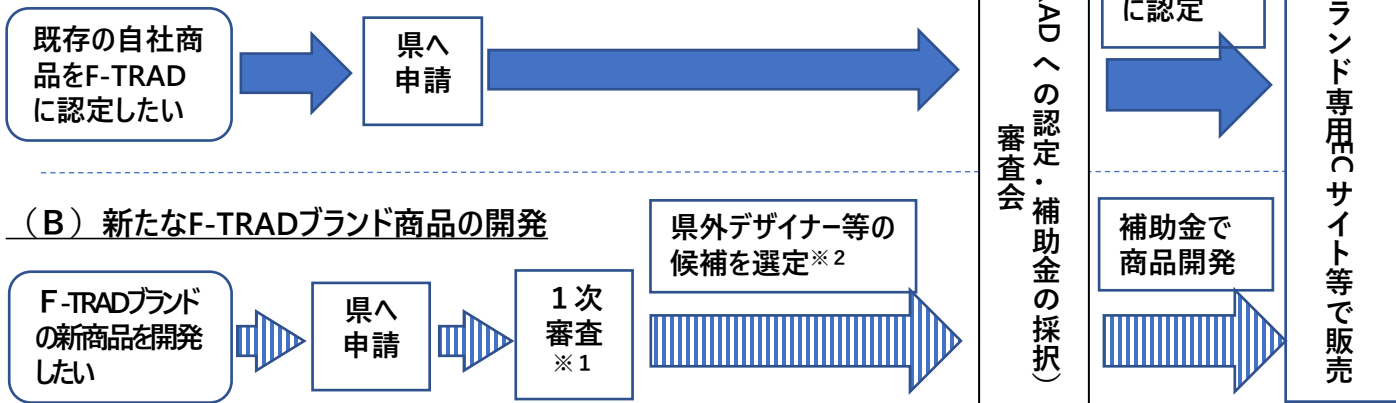 既存の自社商
品をF-TRAD
に認定したい
県へ
申請
に認定
（B）新たなF-TRADブランド商品の開発
F-TRADブランド
の新商品を開発
したい
県へ
申請
１次
審査
※１
県外デザイナー等の
候補を選定※２
審査会
RADへの認定・補助金の採択）
補助金で
商品開発
ランド専用ECサイト等で販売